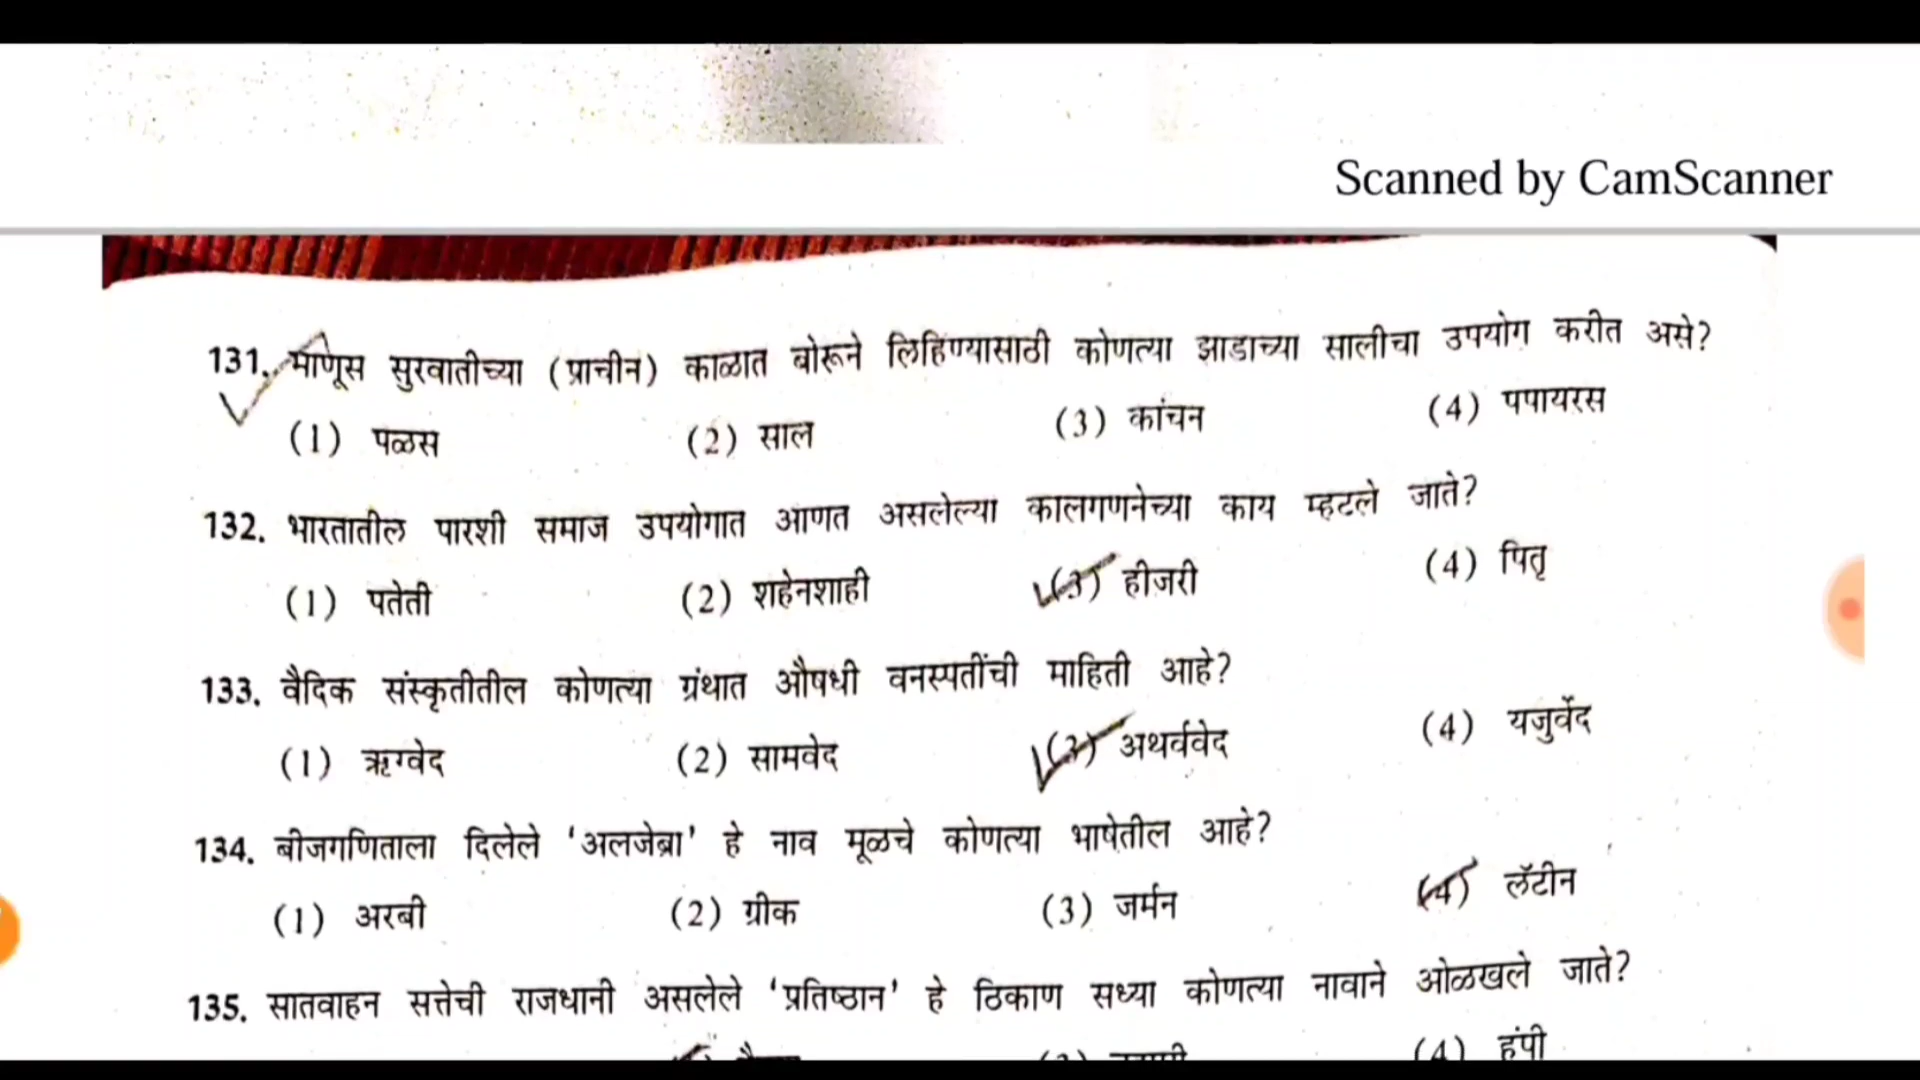 Scanned by CamScanner
131. माणूस सुरवातीच्या (प्राचीन) काळात बोरूने लिहिण्यासाठी कोणत्या झाडाच्या सालीचा उपयोग करीत असे?
(1) पळस (2) साल (3) कांचन (4) पपायरस
132. भारतातील पारशी समाज उपयोगात आणत असलेल्या कालगणनेच्या काय म्हटले जाते?
(1) पतेती (2) शहेनशाही (3) हीजरी (4) पितृ
133. वैदिक संस्कृतीतील कोणत्या ग्रंथात औषधी वनस्पतींची माहिती आहे?
(1) ऋग्वेद (2) सामवेद (3) अथर्ववेद (4) यजुर्वेद
134. बीजगणिताला दिलेले 'अलजेब्रा' हे नाव मूळचे कोणत्या भाषेतील आहे?
(1) अरबी (2) ग्रीक (3) जर्मन (4) लॅटीन
135. सातवाहन सत्तेची राजधानी असलेले 'प्रतिष्ठान' हे ठिकाण सध्या कोणत्या नावाने ओळखले जाते?
(4) हंपी